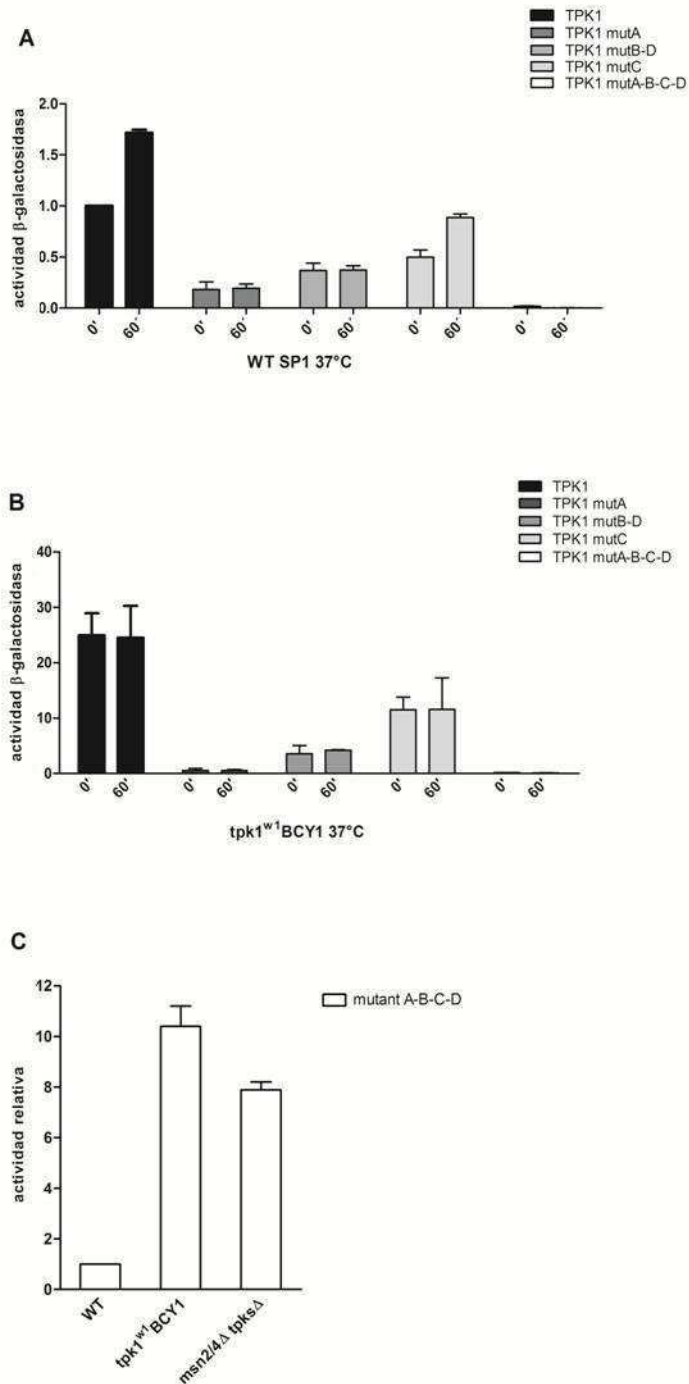 A
TPK1
TPK1 mutA
TPK1 mutB-D
TPK1 mutC
TPK1 mutA-B-C-D
actividad β-galactosidasa
2.0
1.5
1.0
0.5
0.0
0' 60' 0' 60' 0' 60' 0' 60' 0' 60'
WT SP1 37°C
B
TPK1
TPK1 mutA
TPK1 mutB-D
TPK1 mutC
TPK1 mutA-B-C-D
actividad β-galactosidasa
40
30
20
10
0
0' 60' 0' 60' 0' 60' 0' 60' 0' 60'
tpk1ʷ¹BCY1 37°C
C
mutant A-B-C-D
actividad relativa
12
10
8
6
4
2
0
WT tpk1ʷ¹BCY1 msn2/4Δ tpksΔ